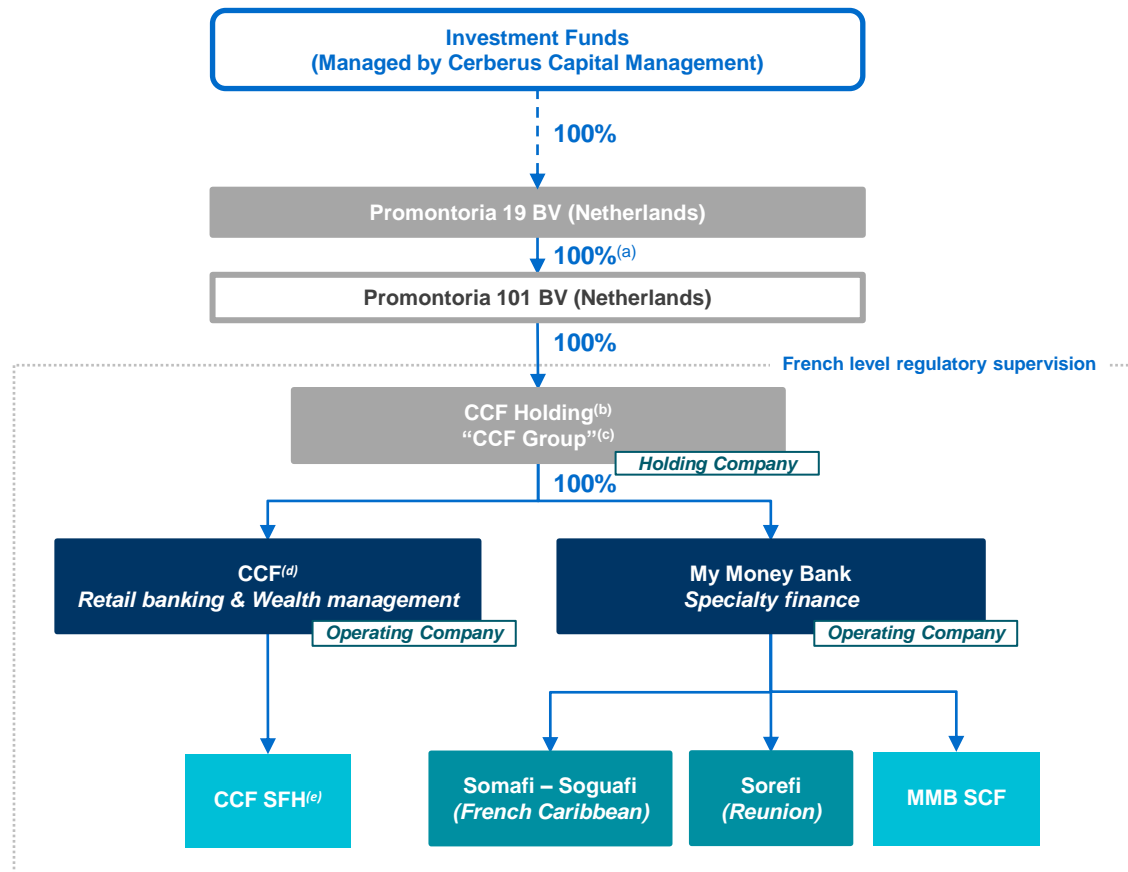 Investment Funds
(Managed by Cerberus Capital Management)
100%
Promontoria 19 BV (Netherlands)
100%(a)
Promontoria 101 BV (Netherlands)
100%
French level regulatory supervision
CCF Holding(b)
“CCF Group”(c)
Holding Company
100%
CCF(d)
Retail banking & Wealth management
Operating Company
My Money Bank
Specialty finance
Operating Company
CCF SFH(e)
Somafi – Soguafi
(French Caribbean)
Sorefi
(Reunion)
MMB SCF